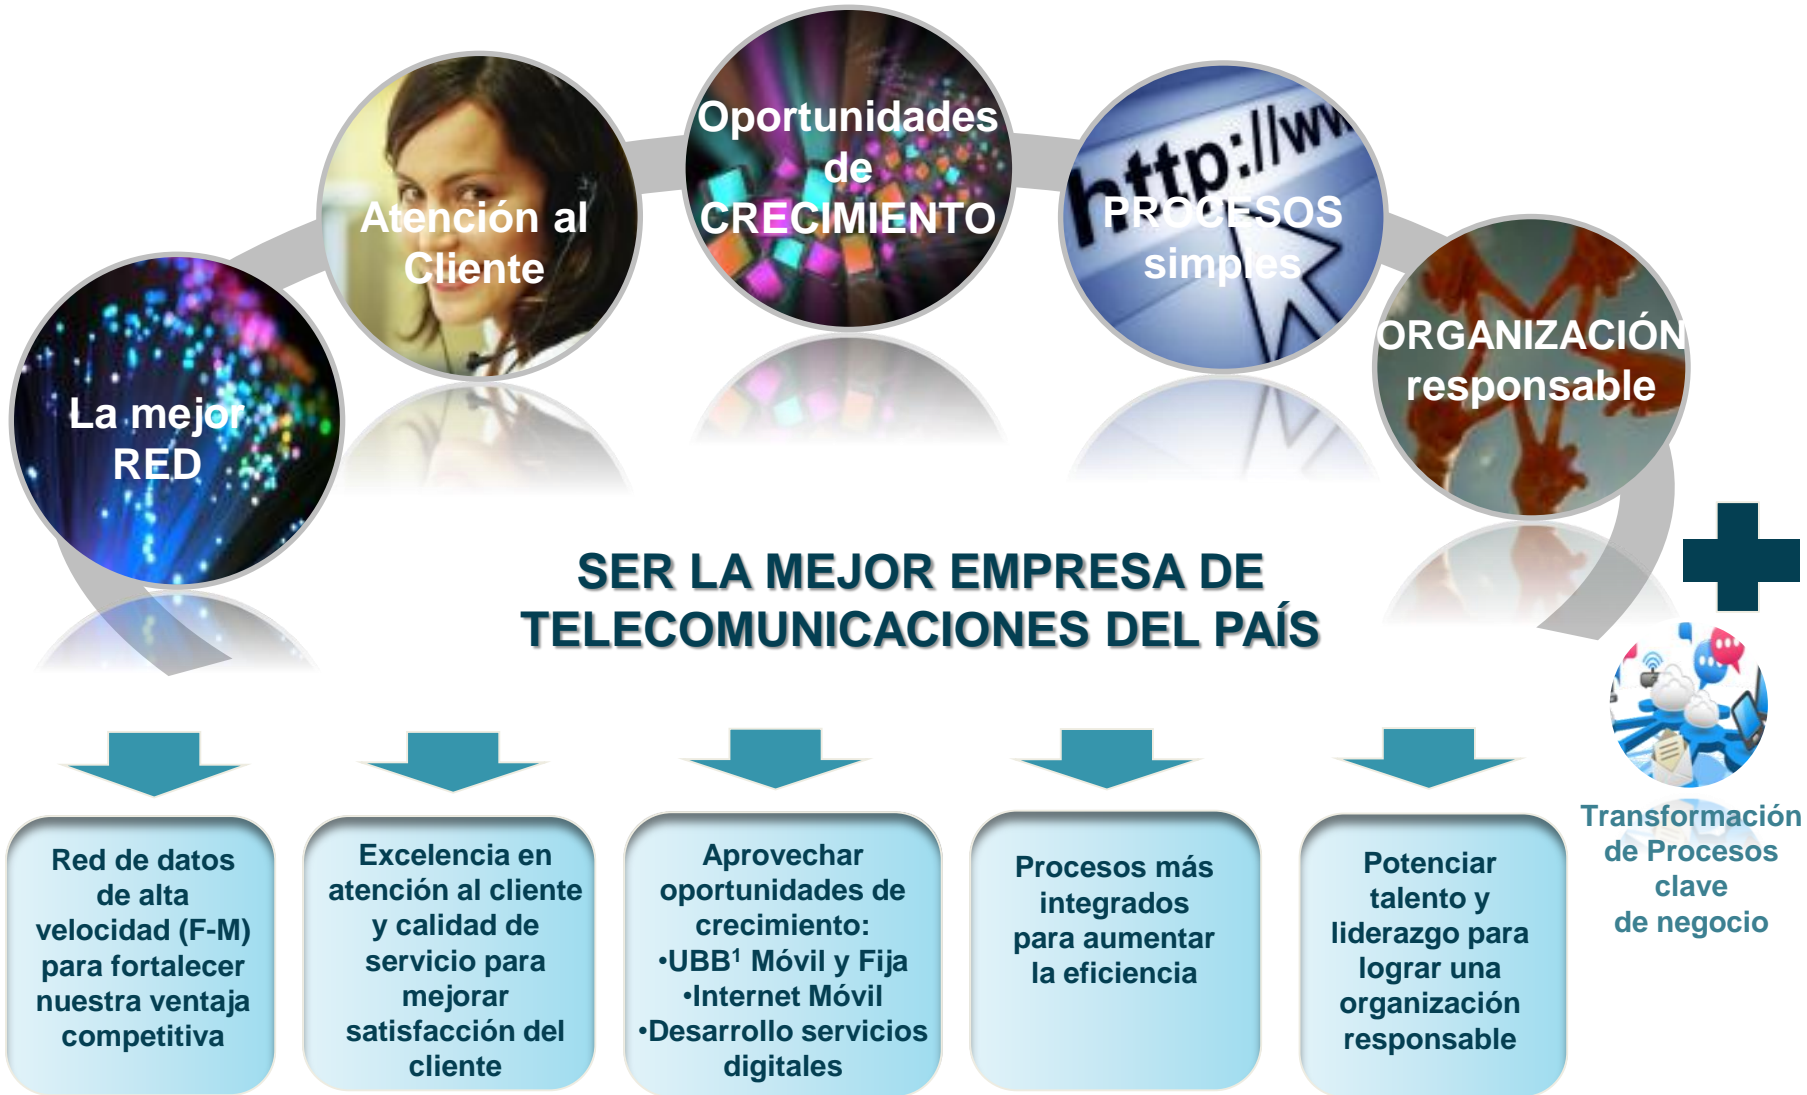 Oportunidades
de
CRECIMIENTO
Atención al
Cliente
http://ww
PROCESOS
simples
La mejor
RED
ORGANIZACIÓN
responsable
SER LA MEJOR EMPRESA DE
TELECOMUNICACIONES DEL PAÍS
Red de datos
de alta
velocidad (F-M)
para fortalecer
nuestra ventaja
competitiva
Excelencia en
atención al cliente
y calidad de
servicio para
mejorar
satisfacción del
cliente
Aprovechar
oportunidades de
crecimiento:
•UBB¹ Móvil y Fija
•Internet Móvil
•Desarrollo servicios
digitales
Procesos más
integrados
para aumentar
la eficiencia
Potenciar
talento y
liderazgo para
lograr una
organización
responsable
Transformación
de Procesos
clave
de negocio